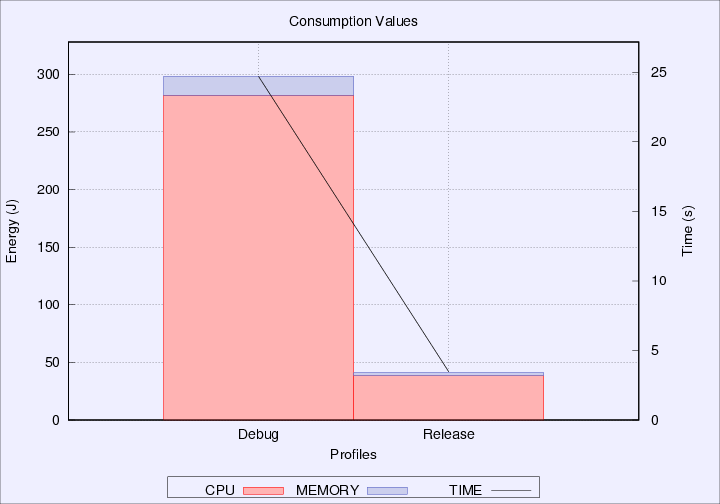 Consumption Values
300
250
200
150
100
50
0
Energy (J)
25
20
15
10
5
0
Time (s)
Debug Release
Profiles
CPU MEMORY TIME